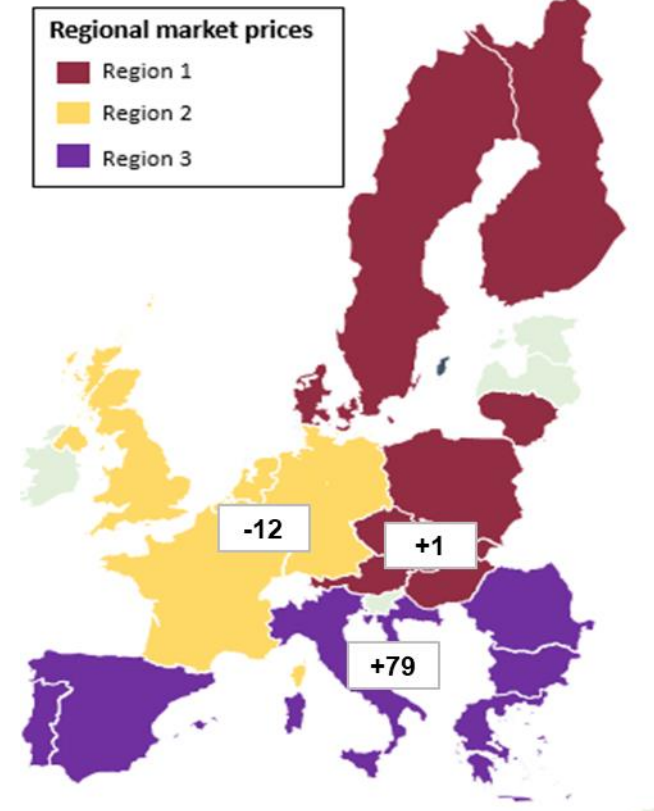 Regional market prices
Region 1
Region 2
Region 3
-12
+1
+79